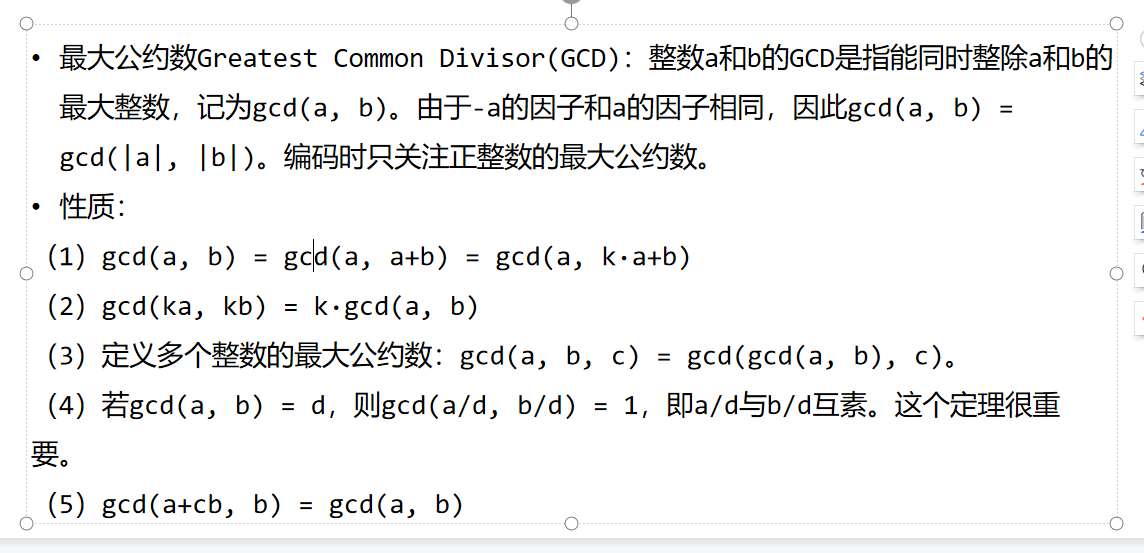 • 最大公约数Greatest Common Divisor(GCD)：整数a和b的GCD是指能同时整除a和b的
最大整数，记为gcd(a, b)。由于-a的因子和a的因子相同，因此gcd(a, b) =
gcd(|a|, |b|)。编码时只关注正整数的最大公约数。
• 性质：
（1）gcd(a, b) = gcd(a, a+b) = gcd(a, k·a+b)
（2）gcd(ka, kb) = k·gcd(a, b)
（3）定义多个整数的最大公约数：gcd(a, b, c) = gcd(gcd(a, b), c)。
（4）若gcd(a, b) = d，则gcd(a/d, b/d) = 1，即a/d与b/d互素。这个定理很重
要。
（5）gcd(a+cb, b) = gcd(a, b)